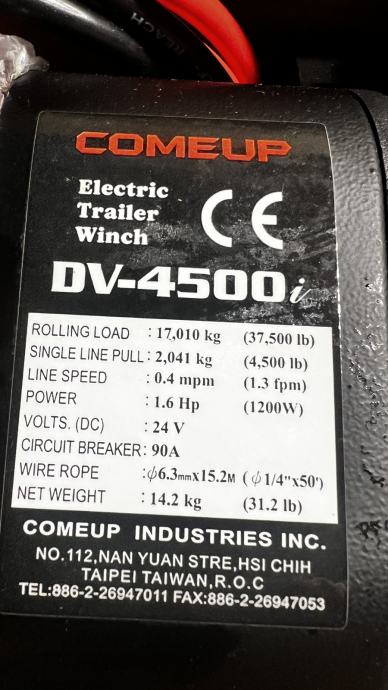 REACH
COMEUP
Electric
Trailer
Winch
CE
DV-4500i
ROLLING LOAD : 17,010 kg (37,500 lb)
SINGLE LINE PULL : 2,041 kg (4,500 lb)
LINE SPEED : 0.4 mpm (1.3 fpm)
POWER : 1.6 Hp (1200W)
VOLTS. (DC) : 24 V
CIRCUIT BREAKER : 90A
WIRE ROPE : ϕ6.3mmx15.2M (ϕ1/4"x50')
NET WEIGHT : 14.2 kg (31.2 lb)
COMEUP INDUSTRIES INC.
NO.112,NAN YUAN STRE,HSI CHIH
TAIPEI TAIWAN,R.O.C
TEL:886-2-26947011 FAX:886-2-26947053